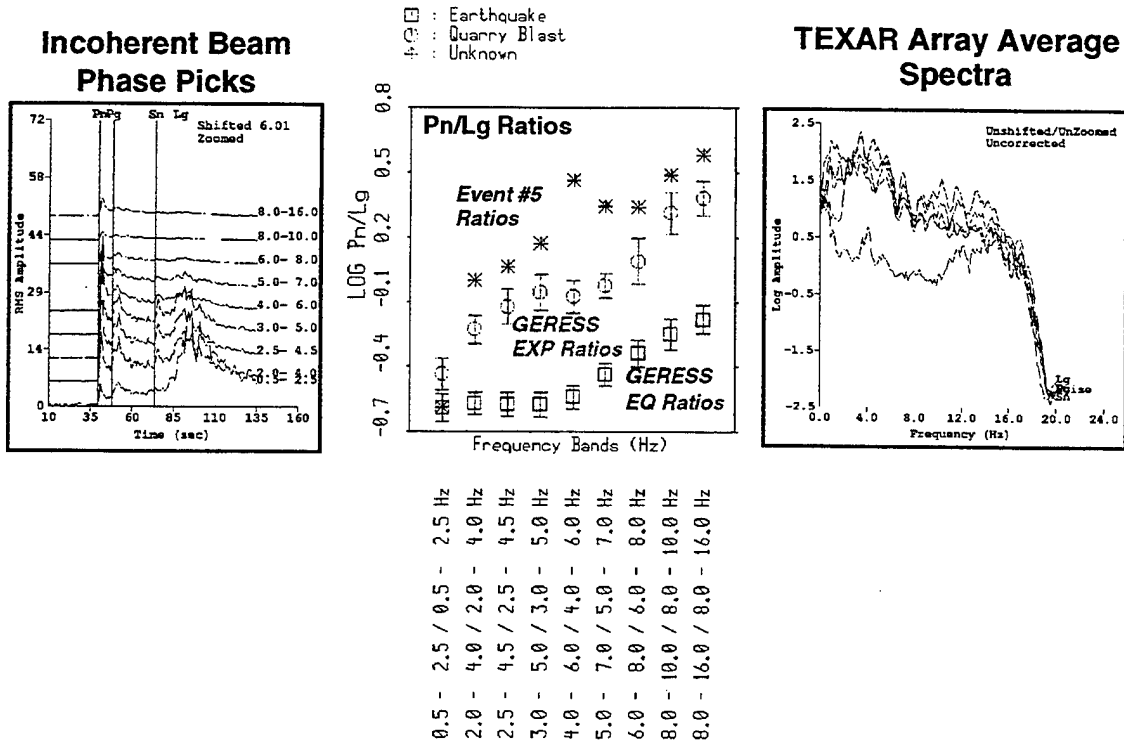 Incoherent Beam
Phase Picks
Pn Pg Sn Lg
Shifted 6.01
Zoomed
72
58
44
29
14
0
RMS Amplitude
8.0-16.0
8.0-10.0
6.0- 8.0
5.0- 7.0
4.0- 6.0
3.0- 5.0
2.5- 4.5
2.0- 4.0
0.5- 2.5
10 35 60 85 110 135 160
Time (sec)
: Earthquake
: Quarry Blast
: Unknown
Pn/Lg Ratios
0.8
0.5
0.2
-0.1
-0.4
-0.7
LOG Pn/Lg
Event #5
Ratios
GERESS
EXP Ratios
GERESS
EQ Ratios
Frequency Bands (Hz)
0.5 - 2.5 / 0.5 - 2.5 Hz
2.0 - 4.0 / 2.0 - 4.0 Hz
2.5 - 4.5 / 2.5 - 4.5 Hz
3.0 - 5.0 / 3.0 - 5.0 Hz
4.0 - 6.0 / 4.0 - 6.0 Hz
5.0 - 7.0 / 5.0 - 7.0 Hz
6.0 - 8.0 / 6.0 - 8.0 Hz
8.0 - 10.0 / 8.0 - 10.0 Hz
8.0 - 16.0 / 8.0 - 16.0 Hz
TEXAR Array Average
Spectra
Unshifted/UnZoomed
Uncorrected
2.5
1.5
0.5
-0.5
-1.5
-2.5
Log Amplitude
Lg
0.0 4.0 8.0 12.0 16.0 20.0 24.0
Frequency (Hz)